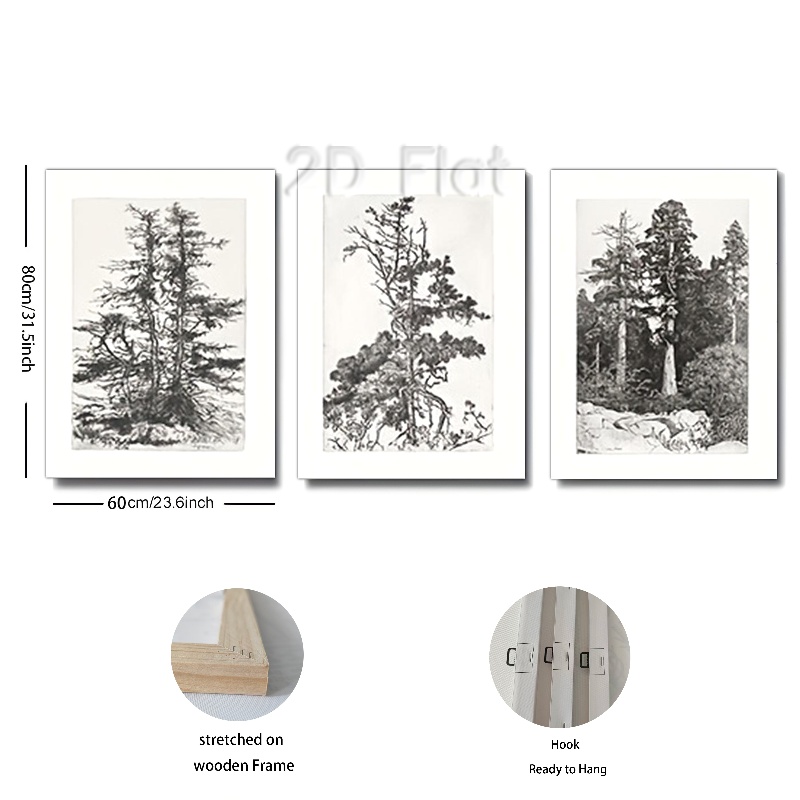 2D Flat
80cm/31.5inch
60cm/23.6inch
stretched on
wooden Frame
Hook
Ready to Hang